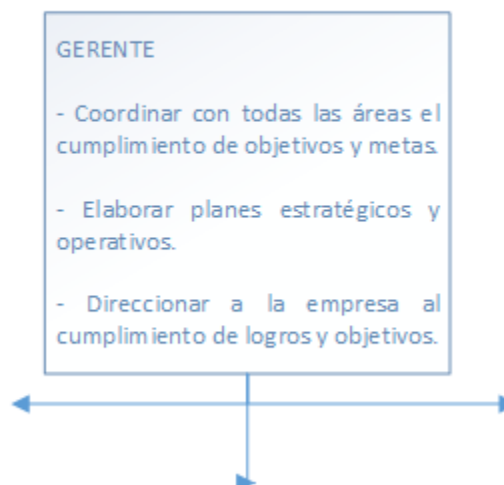 GERENTE
- Coordinar con todas las áreas el
cumplimiento de objetivos y metas.
- Elaborar planes estratégicos y
operativos.
- Direccionar a la empresa al
cumplimiento de logros y objetivos.